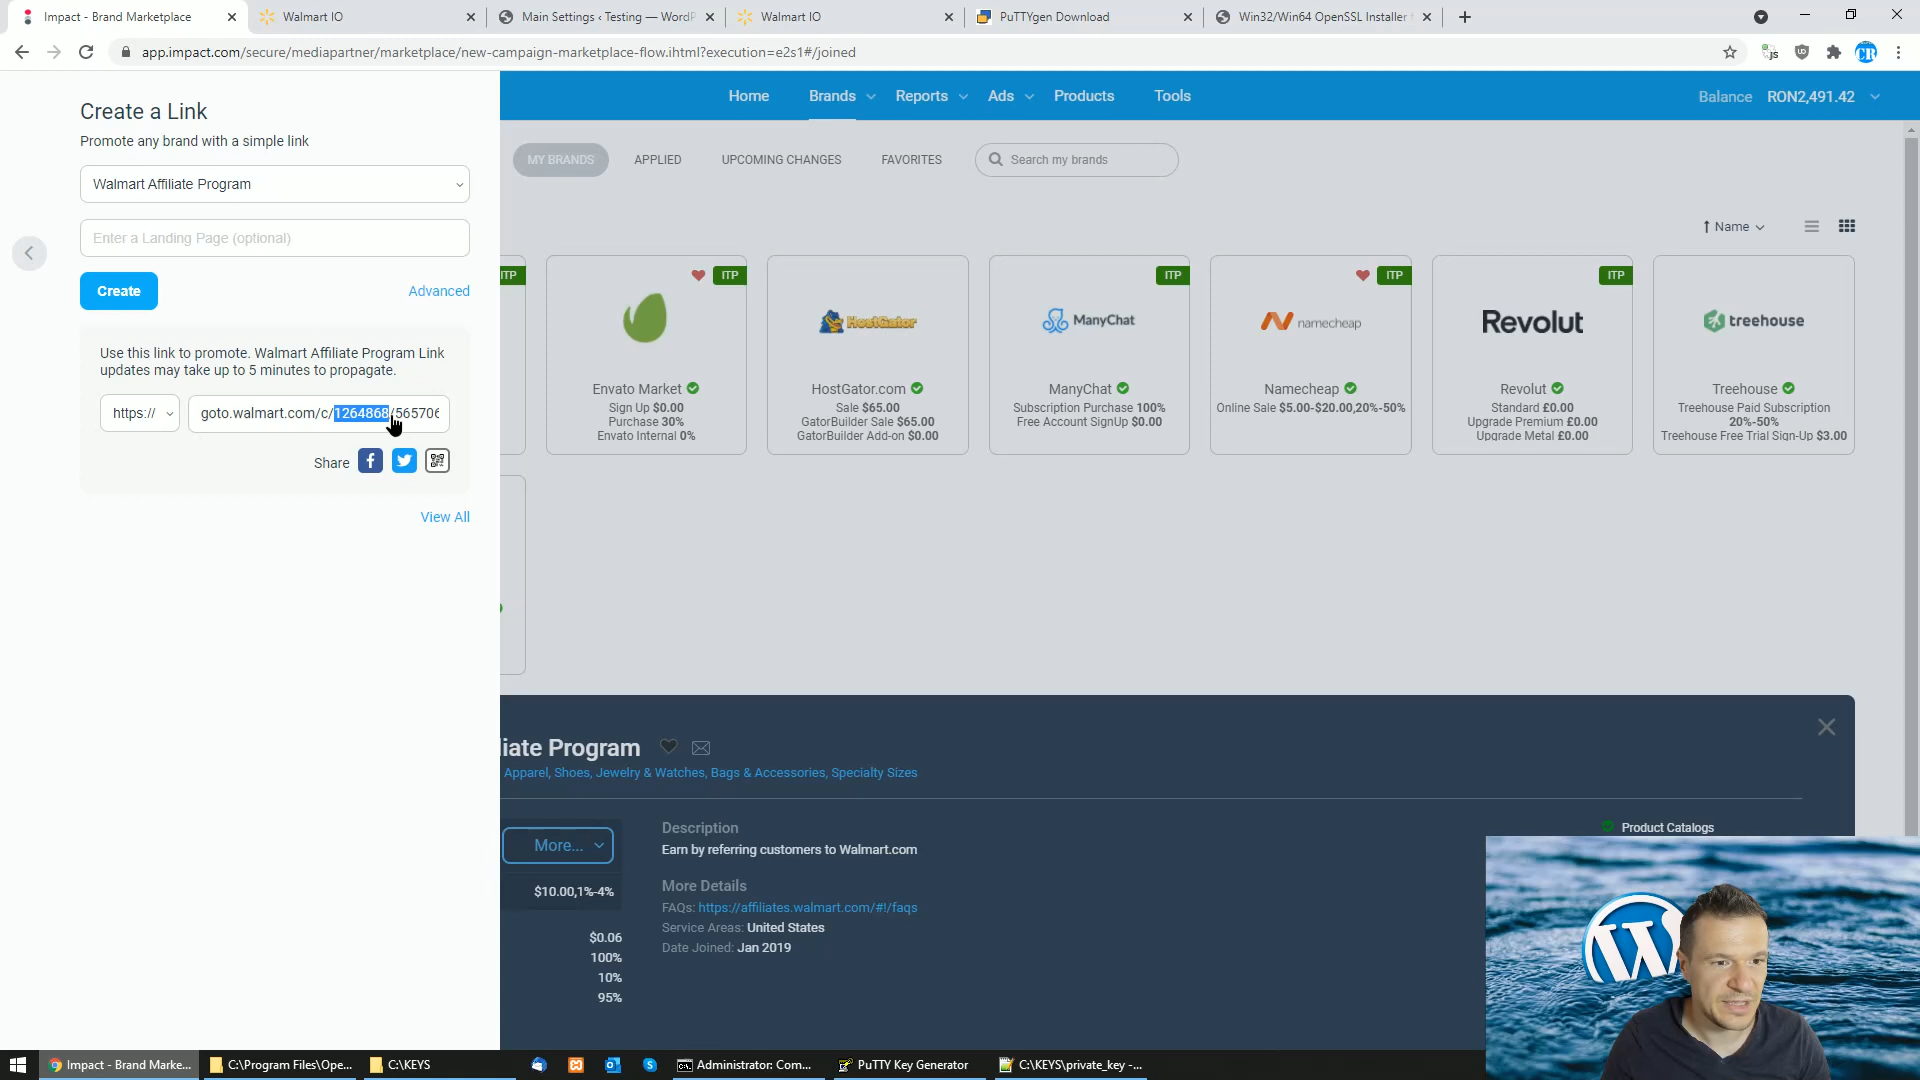 Impact - Brand Marketplace
Walmart IO
Main Settings ‹ Testing — WordP
Walmart IO
PuTTYgen Download
Win32/Win64 OpenSSL Installer
app.impact.com/secure/mediapartner/marketplace/new-campaign-marketplace-flow.ihtml?execution=e2s1#/joined
Create a Link
Promote any brand with a simple link
Walmart Affiliate Program
Enter a Landing Page (optional)
Create
Advanced
Use this link to promote. Walmart Affiliate Program Link
updates may take up to 5 minutes to propagate.
https://
goto.walmart.com/c/1264868/565706
Share
View All
Home
Brands
Reports
Ads
Products
Tools
Balance RON2,491.42
MY BRANDS
APPLIED
UPCOMING CHANGES
FAVORITES
Search my brands
Name
ITP
ITP
Envato Market
Sign Up $0.00
Purchase 30%
Envato Internal 0%
HostGator
HostGator.com
Sale $65.00
GatorBuilder Sale $65.00
GatorBuilder Add-on $0.00
ITP
ManyChat
ManyChat
Subscription Purchase 100%
Free Account SignUp $0.00
ITP
namecheap
Namecheap
Online Sale $5.00-$20.00,20%-50%
ITP
Revolut
Revolut
Standard £0.00
Upgrade Premium £0.00
Upgrade Metal £0.00
treehouse
Treehouse
Treehouse Paid Subscription
20%-50%
Treehouse Free Trial Sign-Up $3.00
liate Program
Apparel, Shoes, Jewelry & Watches, Bags & Accessories, Specialty Sizes
More...
$10.00,1%-4%
$0.06
100%
10%
95%
Description
Earn by referring customers to Walmart.com
More Details
FAQs: https://affiliates.walmart.com/#!/faqs
Service Areas: United States
Date Joined: Jan 2019
Product Catalogs
Impact - Brand Marke...
C:\Program Files\Ope...
C:\KEYS
Administrator: Com...
PuTTY Key Generator
C:\KEYS\private_key -...